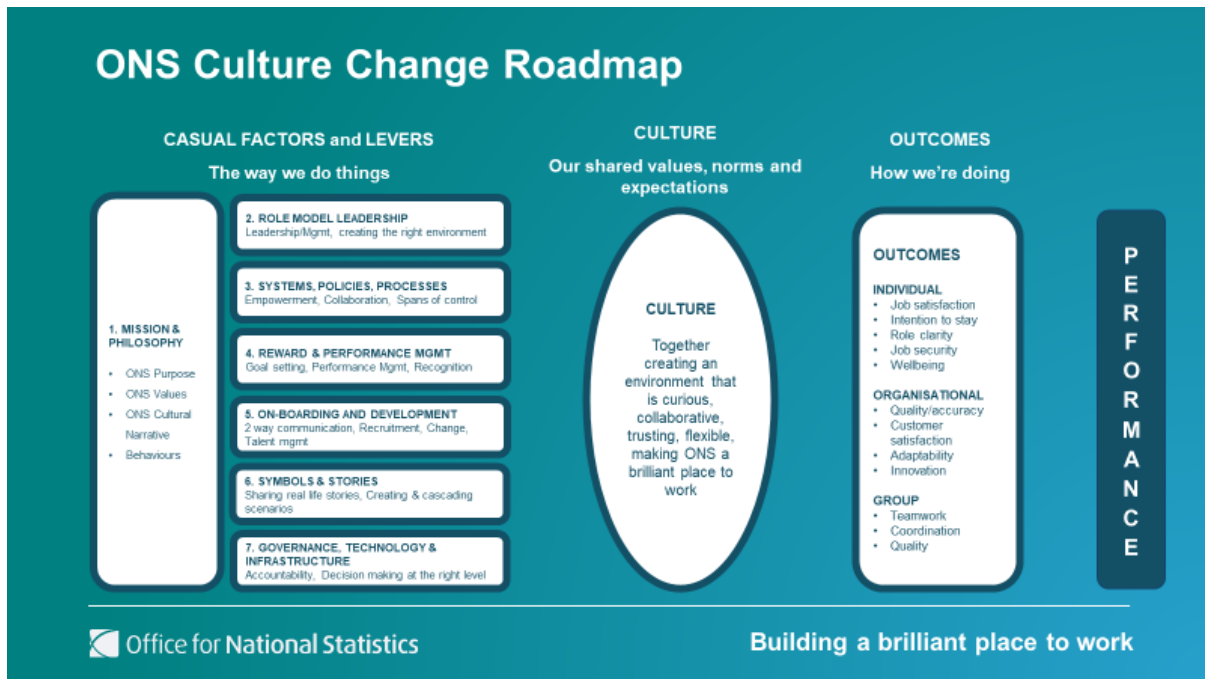 ONS Culture Change Roadmap
CASUAL FACTORS and LEVERS
The way we do things
1. MISSION &
PHILOSOPHY
• ONS Purpose
• ONS Values
• ONS Cultural
Narrative
• Behaviours
2. ROLE MODEL LEADERSHIP
Leadership/Mgmt, creating the right environment
3. SYSTEMS, POLICIES, PROCESSES
Empowerment, Collaboration, Spans of control
4. REWARD & PERFORMANCE MGMT
Goal setting, Performance Mgmt, Recognition
5. ON-BOARDING AND DEVELOPMENT
2 way communication, Recruitment, Change,
Talent mgmt
6. SYMBOLS & STORIES
Sharing real life stories, Creating & cascading
scenarios
7. GOVERNANCE, TECHNOLOGY &
INFRASTRUCTURE
Accountability, Decision making at the right level
CULTURE
Our shared values, norms and
expectations
CULTURE
Together
creating an
environment that
is curious,
collaborative,
trusting, flexible,
making ONS a
brilliant place to
work
OUTCOMES
How we're doing
OUTCOMES
INDIVIDUAL
• Job satisfaction
• Intention to stay
• Role clarity
• Job security
• Wellbeing
ORGANISATIONAL
• Quality/accuracy
• Customer
satisfaction
• Adaptability
• Innovation
GROUP
• Teamwork
• Coordination
• Quality
PERFORMANCE
Office for National Statistics
Building a brilliant place to work